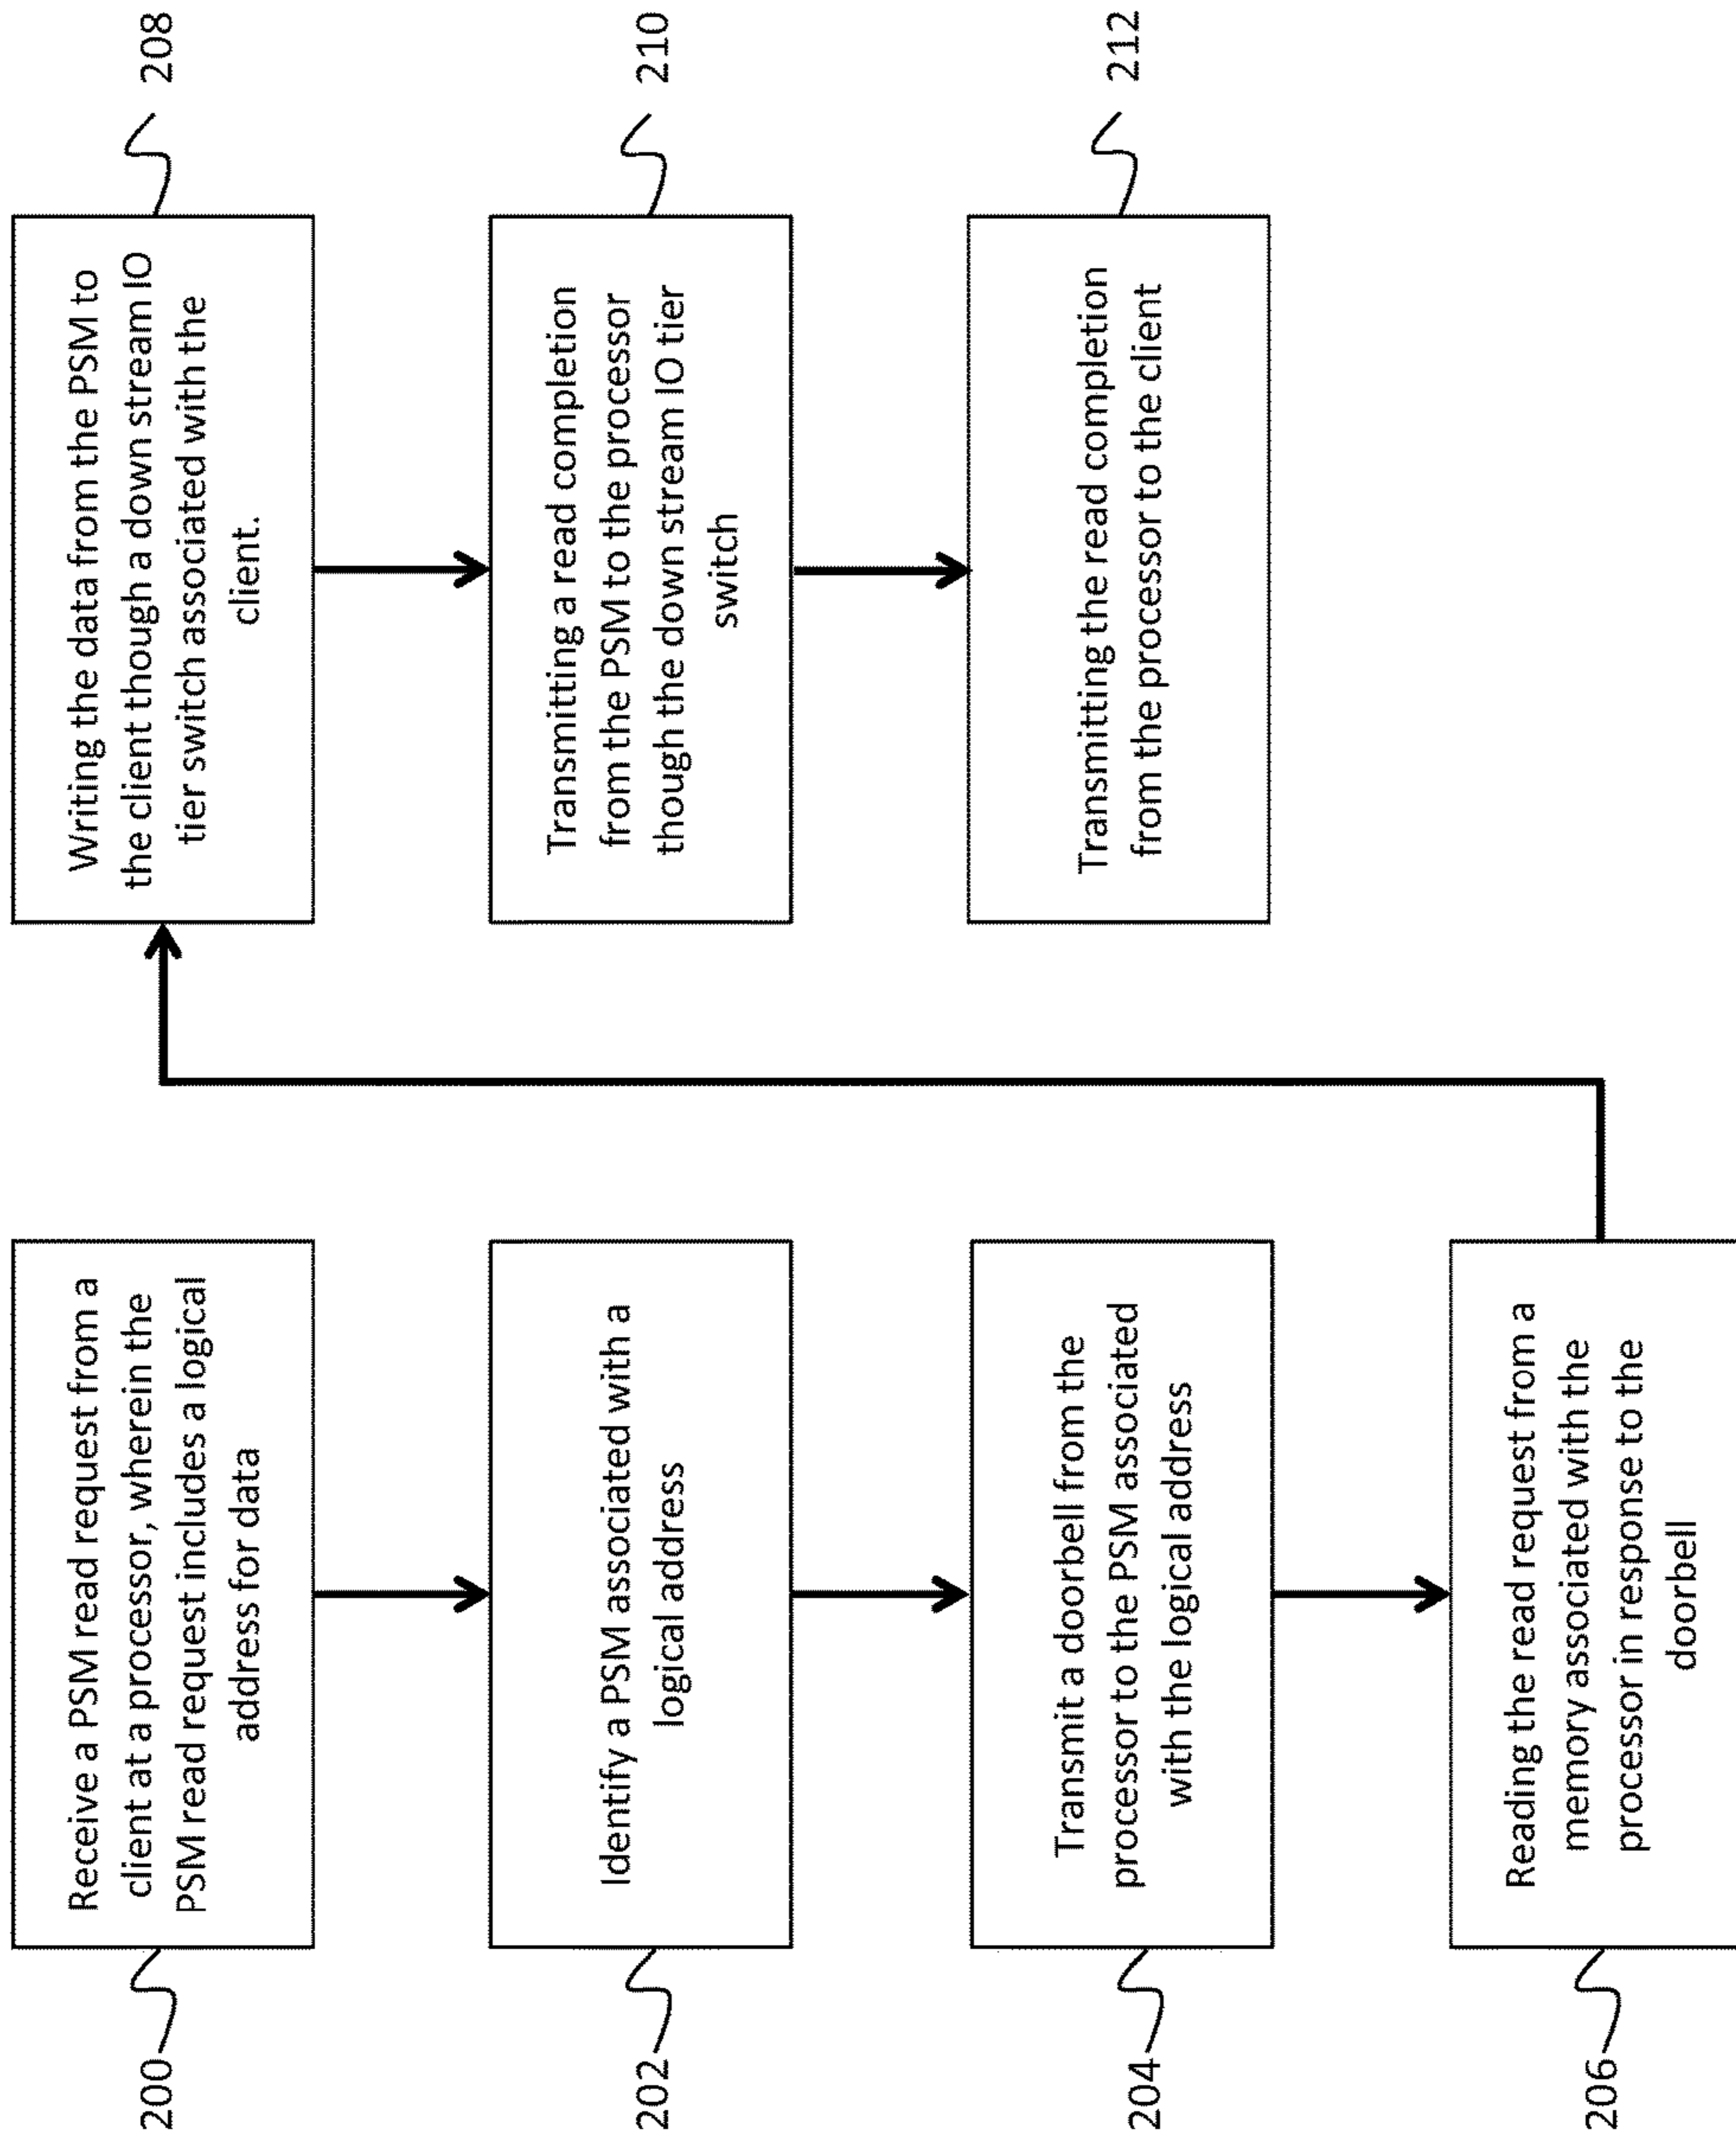 200
Receive a PSM read request from a
client at a processor, wherein the
PSM read request includes a logical
address for data
202
Identify a PSM associated with a
logical address
204
Transmit a doorbell from the
processor to the PSM associated
with the logical address
206
Reading the read request from a
memory associated with the
processor in response to the
doorbell
Writing the data from the PSM to
the client though a down stream IO
tier switch associated with the
client.
208
Transmitting a read completion
from the PSM to the processor
though the down stream IO tier
switch
210
Transmitting the read completion
from the processor to the client
212